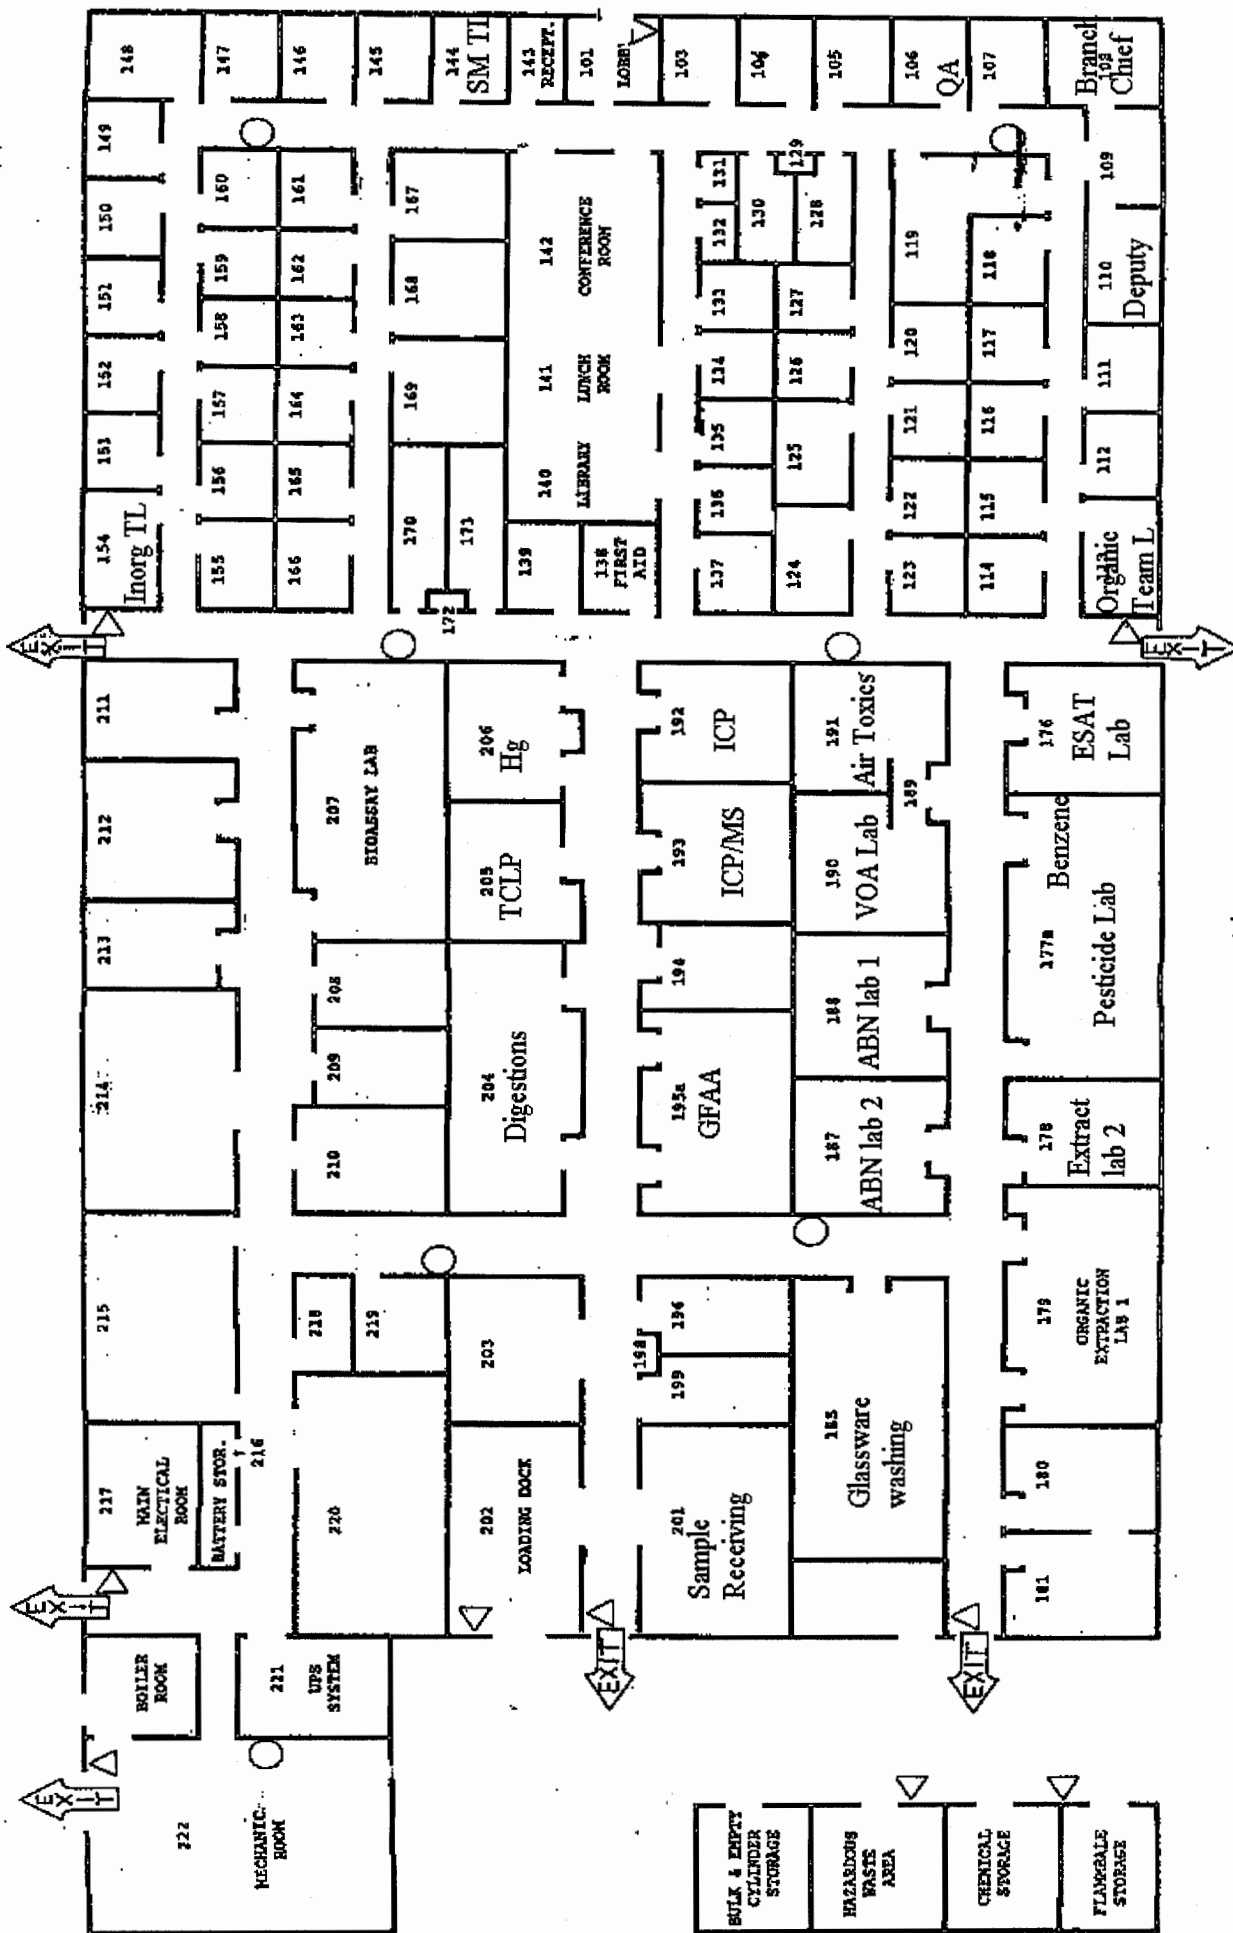 148
147
146
145
144
SM TL
143
RECEPT.
101
LOBBY
103
104
105
106
QA
107
Branch
108
Chief
149
150
151
152
153
154
Inorg TL
160
159
158
157
156
155
161
162
163
164
165
166
167
168
169
170
171
172
142
CONFERENCE
ROOM
141
LUNCH
ROOM
140
LIBRARY
139
138
FIRST
AID
131
132
133
134
135
136
137
129
130
128
127
126
125
124
119
120
121
122
123
118
117
116
115
114
109
110
Deputy
111
112
Organic
Team L
EXIT
EXIT
211
212
213
214
215
217
MAIN
ELECTICAL
ROOM
BATTERY STOR.
216
207
BIOASSAY LAB
208
209
210
206
Hg
205
TCLP
204
Digestions
192
ICP
193
ICP/MS
194
195a
GFAA
191
Air Toxics
189
190
VOA Lab
188
ABN lab 1
187
ABN lab 2
176
ESAT
Lab
Benzene
177a
Pesticide Lab
178
Extract
lab 2
179
ORGANIC
EXTRACTION
LAB 1
180
181
218
219
220
203
202
LOADING DOCK
196
198
199
201
Sample
Receiving
185
Glassware
washing
EXIT
EXIT
EXIT
BOILER
ROOM
221
UPS
SYSTEM
EXIT
222
MECHANIC.
ROOM
BULK & EMPTY
CYLINDER
STORAGE
HAZARDOUS
WASTE
AREA
CHEMICAL
STORAGE
FLAMMBALE
STORAGE